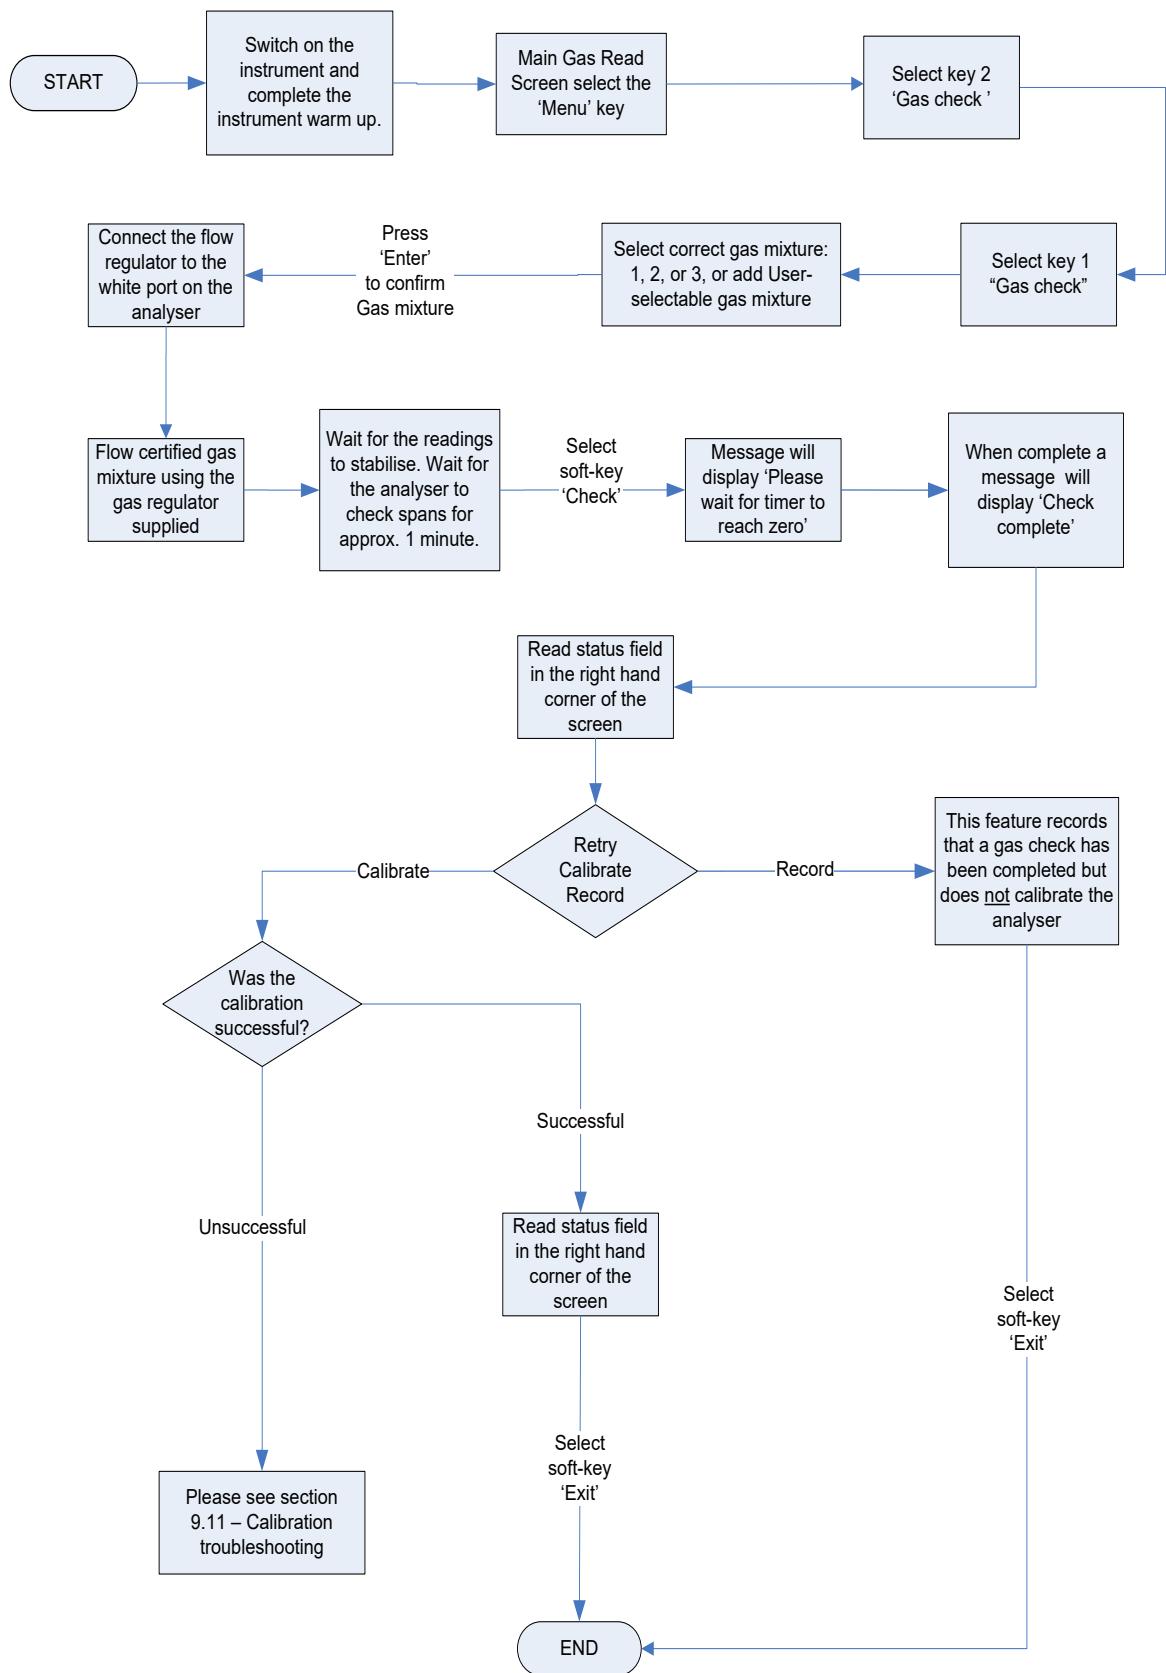 START
Switch on the
instrument and
complete the
instrument warm up.
Main Gas Read
Screen select the
‘Menu’ key
Select key 2
‘Gas check ’
Select key 1
“Gas check”
Select correct gas mixture:
1, 2, or 3, or add User-
selectable gas mixture
Press
‘Enter’
to confirm
Gas mixture
Connect the flow
regulator to the
white port on the
analyser
Flow certified gas
mixture using the
gas regulator
supplied
Wait for the readings
to stabilise. Wait for
the analyser to
check spans for
approx. 1 minute.
Select
soft-key
‘Check’
Message will
display ‘Please
wait for timer to
reach zero’
When complete a
message will
display ‘Check
complete’
Read status field
in the right hand
corner of the
screen
Retry
Calibrate
Record
Calibrate
Record
This feature records
that a gas check has
been completed but
does not calibrate the
analyser
Was the
calibration
successful?
Successful
Unsuccessful
Read status field
in the right hand
corner of the
screen
Select
soft-key
‘Exit’
Select
soft-key
‘Exit’
Please see section
9.11 – Calibration
troubleshooting
END